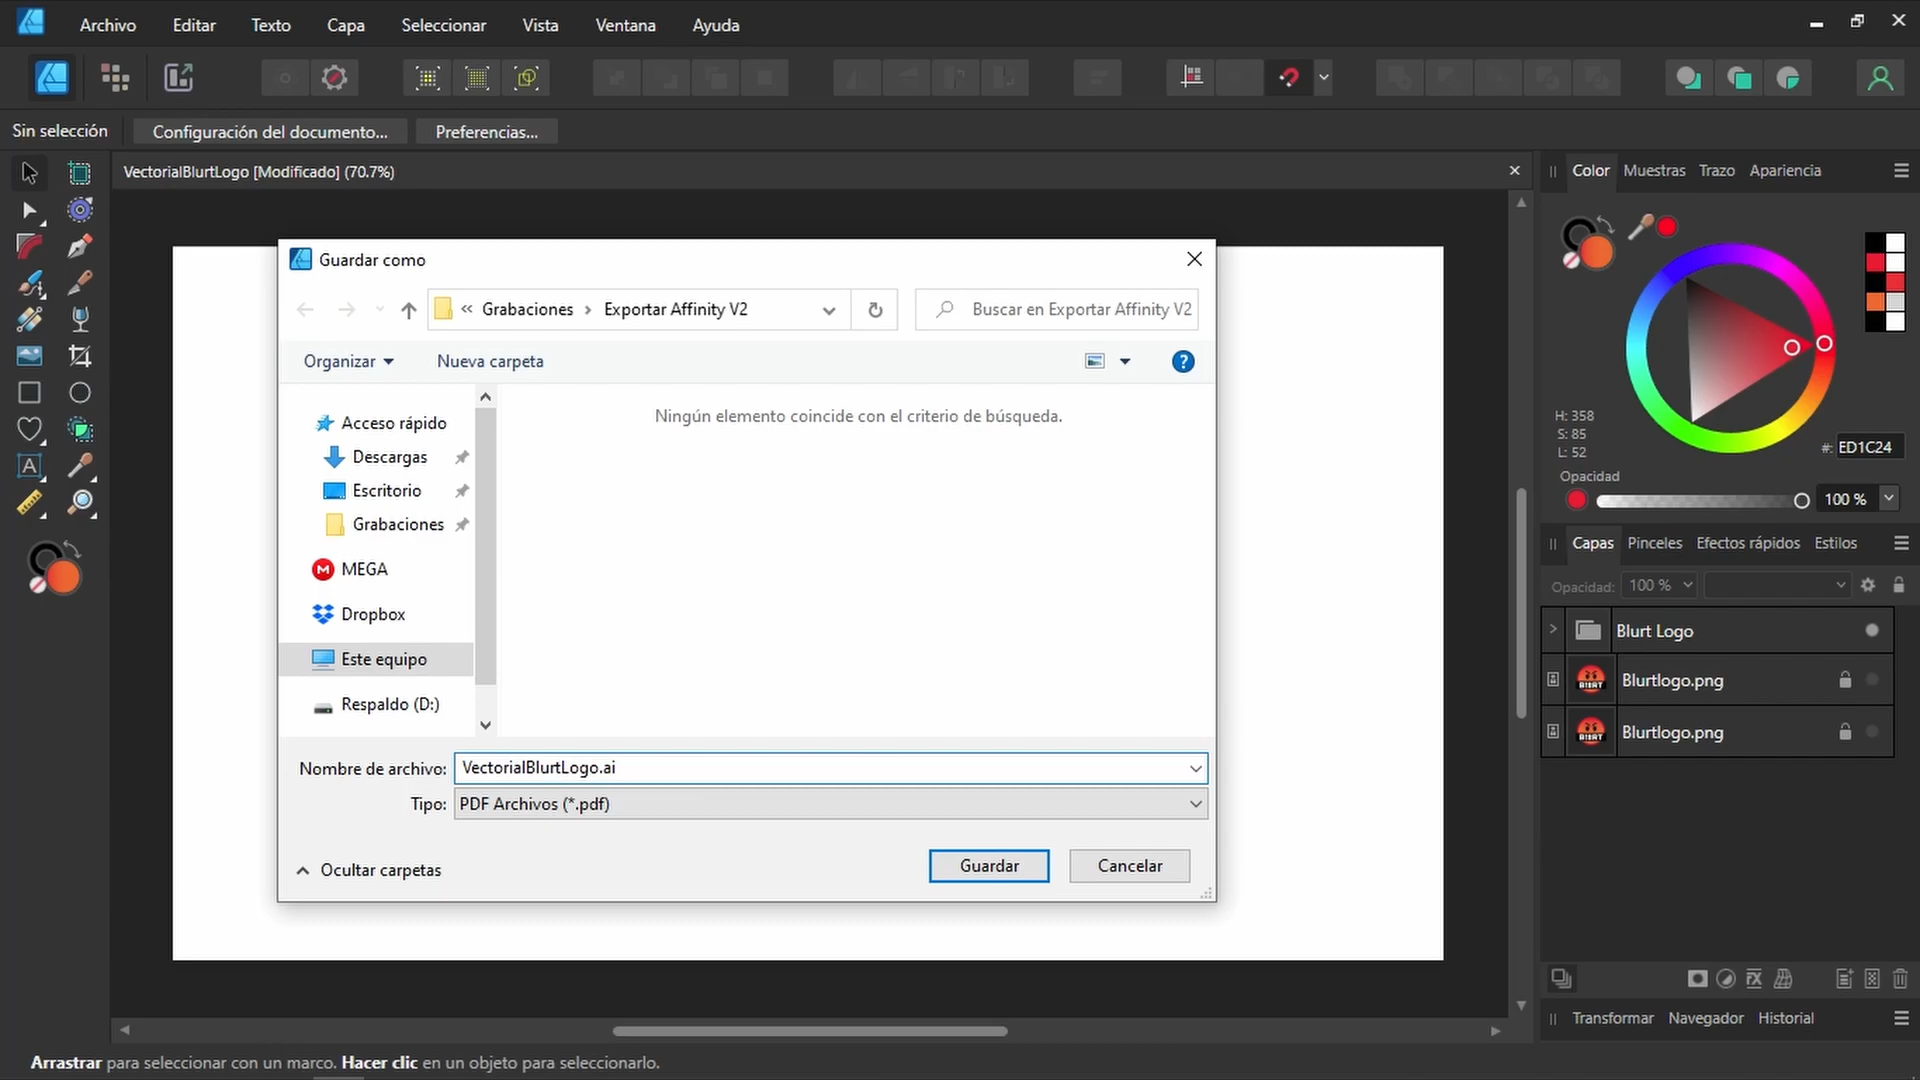 Archivo Editar Texto Capa Seleccionar Vista Ventana Ayuda
Sin selección Configuración del documento... Preferencias...
VectorialBlurtLogo [Modificado] (70.7%)
Color Muestras Trazo Apariencia
Guardar como
« Grabaciones › Exportar Affinity V2
Buscar en Exportar Affinity V2
Organizar Nueva carpeta
Ningún elemento coincide con el criterio de búsqueda.
Acceso rápido
Descargas
Escritorio
Grabaciones
MEGA
Dropbox
Este equipo
Respaldo (D:)
Nombre de archivo: VectorialBlurtLogo.ai
Tipo: PDF Archivos (*.pdf)
Ocultar carpetas
Guardar Cancelar
H: 358
S: 85
L: 52
#: ED1C24
Opacidad
100 %
Capas Pinceles Efectos rápidos Estilos
Opacidad: 100 %
Blurt Logo
Blurtlogo.png
Blurtlogo.png
Transformar Navegador Historial
Arrastrar para seleccionar con un marco. Hacer clic en un objeto para seleccionarlo.